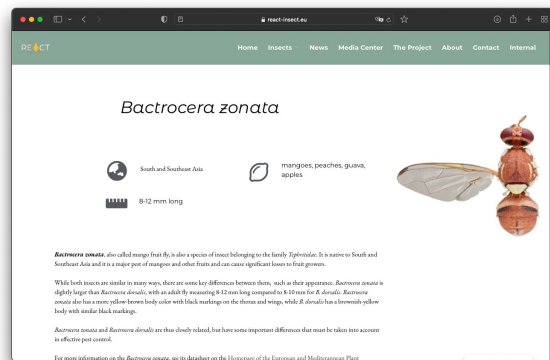 react-insect.eu
REACT
Home Insects News Media Center The Project About Contact Internal
Bactrocera zonata
South and Southeast Asia
mangoes, peaches, guava,
apples
8-12 mm long
Bactrocera zonata, also called mango fruit fly, is also a species of insect belonging to the family Tephritidae. It is native to South and
Southeast Asia and it is a major pest of mangoes and other fruits and can cause significant losses to fruit growers.
While both insects are similar in many ways, there are some key differences between them, such as their appearance. Bactrocera zonata is
slightly larger than Bactrocera dorsalis, with an adult fly measuring 8-12 mm long compared to 8-10 mm for B. dorsalis. Bactrocera
zonata also has a more yellow-brown body color with black markings on the thorax and wings, while B. dorsalis has a brownish-yellow
body with similar black markings.
Bactrocera zonata and Bactrocera dorsalis are thus closely related, but have some important differences that must be taken into account
in effective pest control.
For more information on the Bactrocera zonata, see its datasheet on the Homepage of the European and Mediterranean Plant